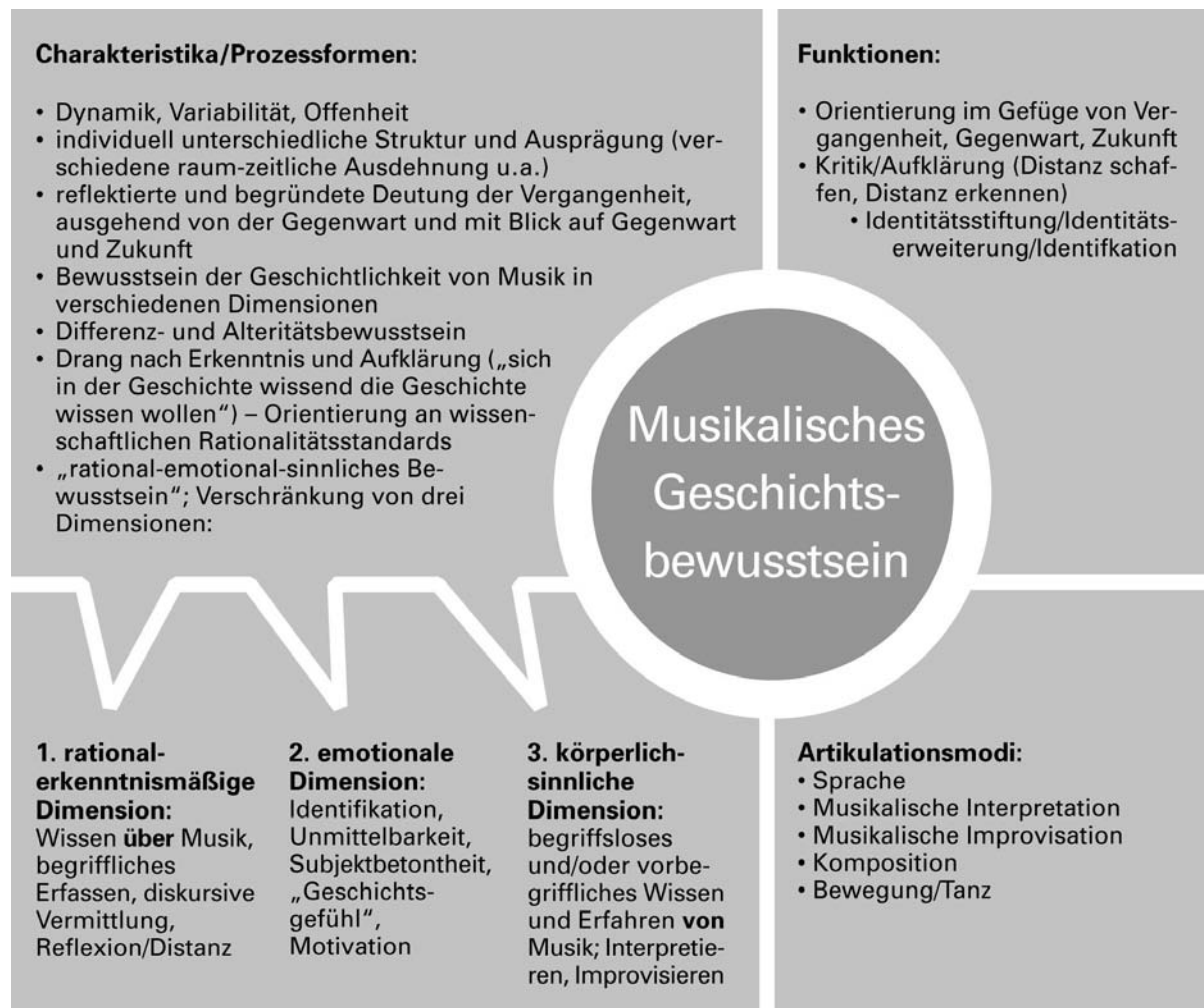 Charakteristika/Prozessformen:
• Dynamik, Variabilität, Offenheit
• individuell unterschiedliche Struktur und Ausprägung (ver-
schiedene raum-zeitliche Ausdehnung u.a.)
• reflektierte und begründete Deutung der Vergangenheit,
ausgehend von der Gegenwart und mit Blick auf Gegenwart
und Zukunft
• Bewusstsein der Geschichtlichkeit von Musik in
verschiedenen Dimensionen
• Differenz- und Alteritätsbewusstsein
• Drang nach Erkenntnis und Aufklärung („sich
in der Geschichte wissend die Geschichte
wissen wollen“) – Orientierung an wissen-
schaftlichen Rationalitätsstandards
• „rational-emotional-sinnliches Be-
wusstsein“; Verschränkung von drei
Dimensionen:
Funktionen:
• Orientierung im Gefüge von Ver-
gangenheit, Gegenwart, Zukunft
• Kritik/Aufklärung (Distanz schaf-
fen, Distanz erkennen)
• Identitätsstiftung/Identitäts-
erweiterung/Identifkation
Musikalisches
Geschichts-
bewusstsein
1. rational-
erkenntnismäßige
Dimension:
Wissen über Musik,
begriffliches
Erfassen, diskursive
Vermittlung,
Reflexion/Distanz
2. emotionale
Dimension:
Identifikation,
Unmittelbarkeit,
Subjektbetontheit,
„Geschichts-
gefühl“,
Motivation
3. körperlich-
sinnliche
Dimension:
begriffsloses
und/oder vorbe-
griffliches Wissen
und Erfahren von
Musik; Interpretie-
ren, Improvisieren
Artikulationsmodi:
• Sprache
• Musikalische Interpretation
• Musikalische Improvisation
• Komposition
• Bewegung/Tanz